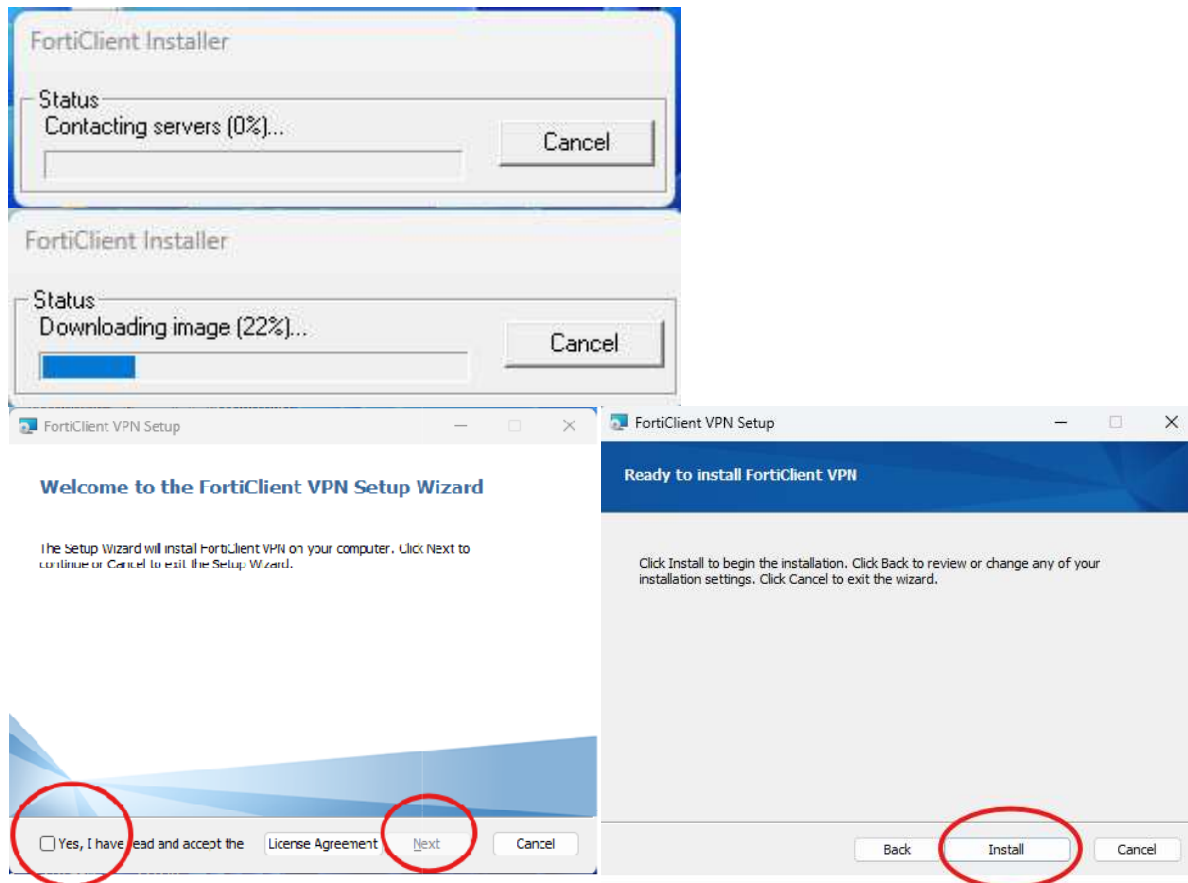 FortiClient Installer
Status
Contacting servers (0%)...
Cancel
FortiClient Installer
Status
Downloading image (22%)...
Cancel
FortiClient VPN Setup
Welcome to the FortiClient VPN Setup Wizard
The Setup Wizard will install FortiClient VPN on your computer. Click Next to
continue or Cancel to exit the Setup Wizard.
Yes, I have read and accept the License Agreement Next Cancel
FortiClient VPN Setup
Ready to install FortiClient VPN
Click Install to begin the installation. Click Back to review or change any of your
installation settings. Click Cancel to exit the wizard.
Back Install Cancel